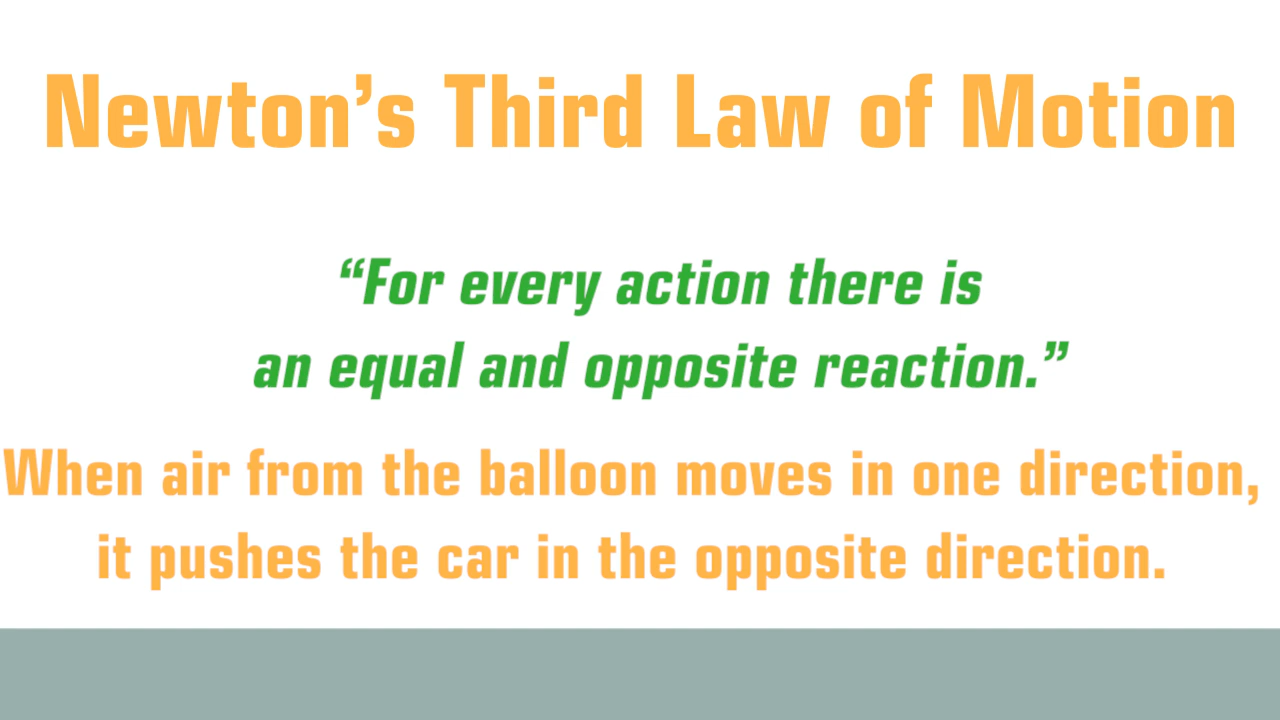 Newton’s Third Law of Motion
“For every action there is
an equal and opposite reaction.”
When air from the balloon moves in one direction,
it pushes the car in the opposite direction.